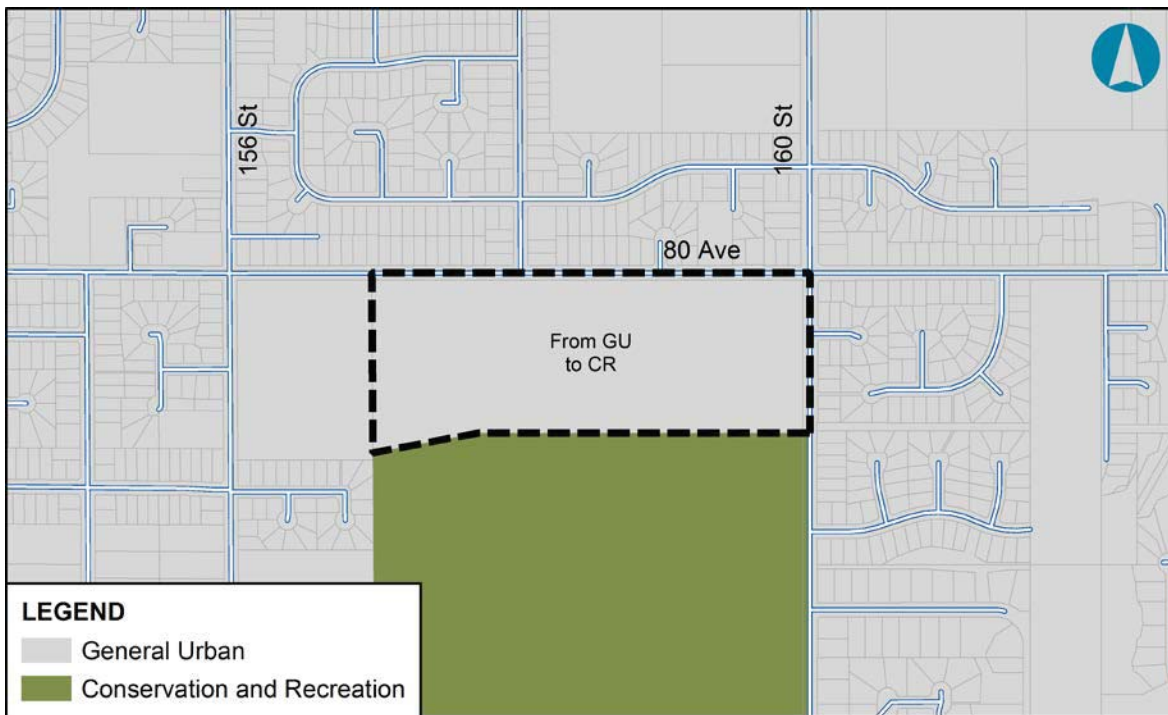 156 St
160 St
80 Ave
From GU
to CR
LEGEND
General Urban
Conservation and Recreation